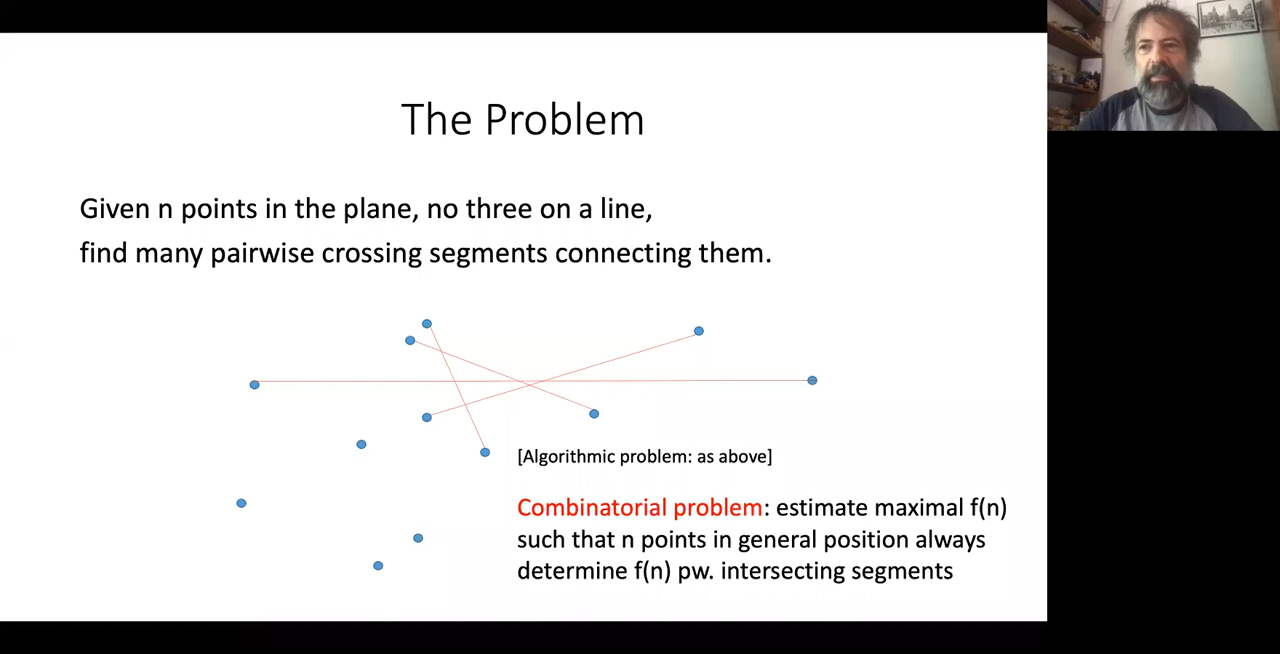 The Problem
Given n points in the plane, no three on a line,
find many pairwise crossing segments connecting them.
[Algorithmic problem: as above]
Combinatorial problem: estimate maximal f(n)
such that n points in general position always
determine f(n) pw. intersecting segments